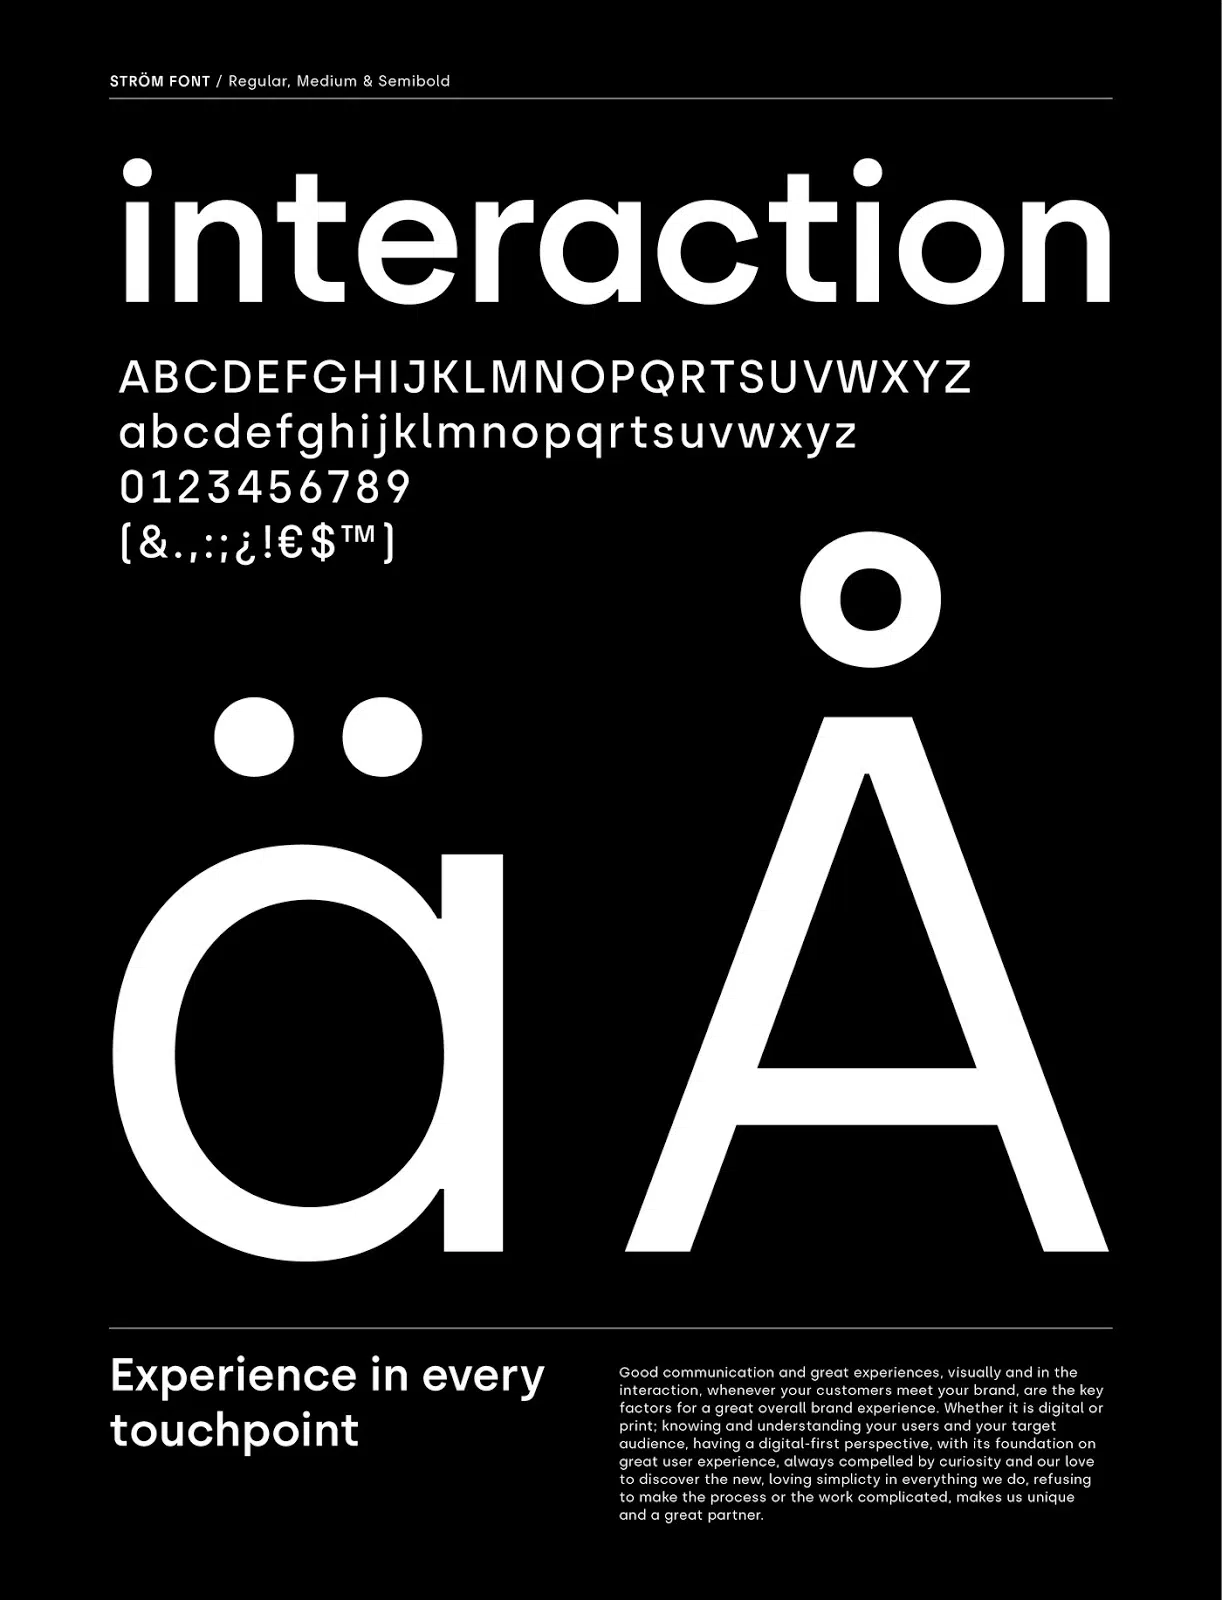 STRÖM FONT / Regular, Medium & Semibold
interaction
ABCDEFGHIJKLMNOPQRTSUVWXYZ
abcdefghijklmnopqrtsuvwxyz
0123456789
(&.,:;¿!€$™)
äÅ
Experience in every
touchpoint
Good communication and great experiences, visually and in the
interaction, whenever your customers meet your brand, are the key
factors for a great overall brand experience. Whether it is digital or
print; knowing and understanding your users and your target
audience, having a digital-first perspective, with its foundation on
great user experience, always compelled by curiosity and our love
to discover the new, loving simplicty in everything we do, refusing
to make the process or the work complicated, makes us unique
and a great partner.